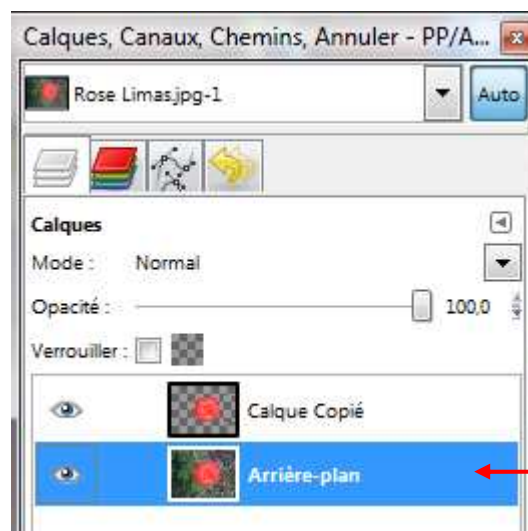 Calques, Canaux, Chemins, Annuler - PP/A...
Rose Limas.jpg-1
Auto
Calques
Mode : Normal
Opacité : 100,0
Verrouiller :
Calque Copié
Arrière-plan